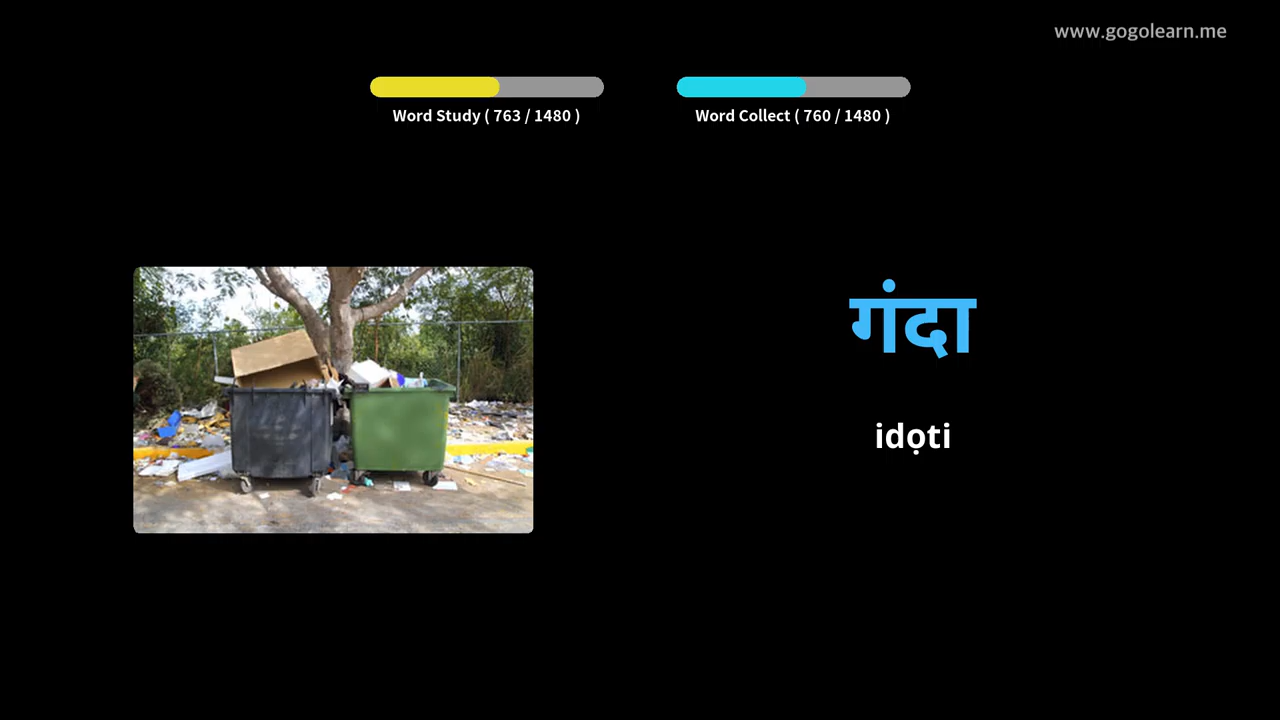 www.gogolearn.me
Word Study ( 763 / 1480 )
Word Collect ( 760 / 1480 )
गंदा
idọti